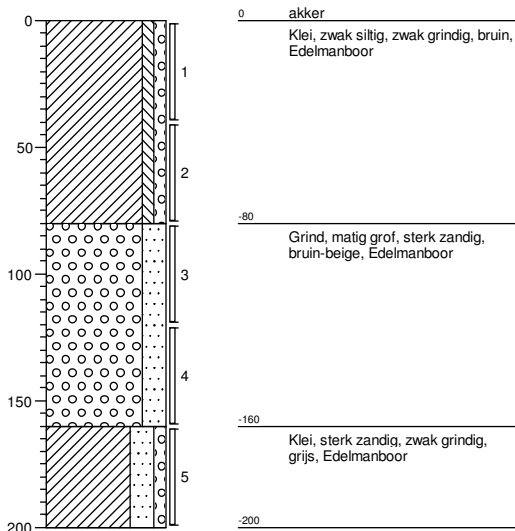 0
50
100
150
200
1
2
3
4
5
0 akker
Klei, zwak siltig, zwak grindig, bruin,
Edelmanboor
-80
Grind, matig grof, sterk zandig,
bruin-beige, Edelmanboor
-160
Klei, sterk zandig, zwak grindig,
grijs, Edelmanboor
-200